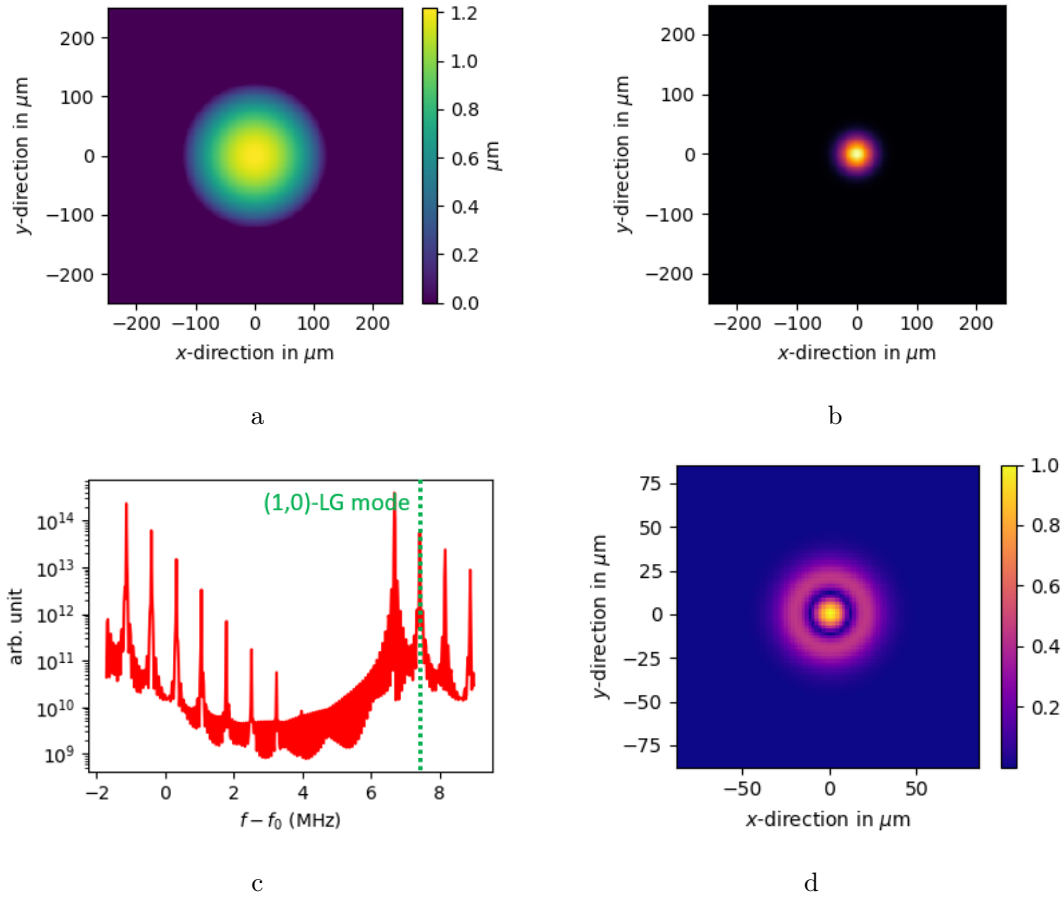 1.2
200
1.0
100
0.8
0
0.6
−100
0.4
−200
0.2
0.0
−200 −100 0 100 200
x-direction in μm
y-direction in μm
μm
a
200
100
0
−100
−200
−200 −100 0 100 200
x-direction in μm
y-direction in μm
b
(1,0)-LG mode
10^14
10^13
10^12
10^11
10^10
10^9
−2 0 2 4 6 8
f − f_0 (MHz)
arb. unit
c
75
50
25
0
−25
−50
−75
−50 0 50
x-direction in μm
y-direction in μm
1.0
0.8
0.6
0.4
0.2
d